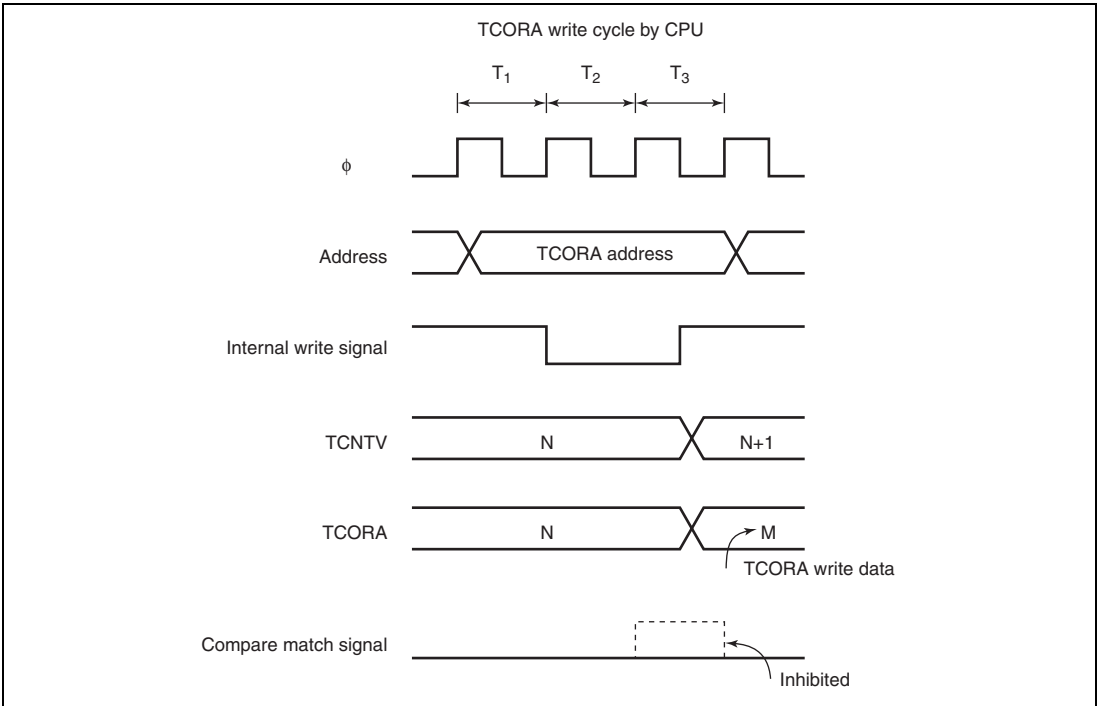 TCORA write cycle by CPU
T1 T2 T3
ϕ
Address
TCORA address
Internal write signal
TCNTV
N
N+1
TCORA
N
M
TCORA write data
Compare match signal
Inhibited